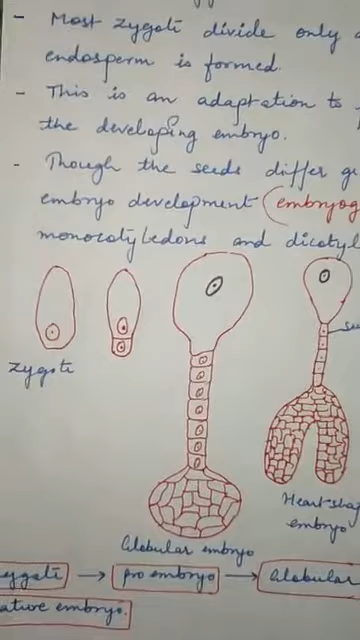 - Most zygote divide only a
endosperm is formed.
- This is an adaptation to
the developing embryo.
- Though the seeds differ
embryo development (embryog
monocotyledons and dicotyl
zygote
Heart-sha
embryo
Globular embryo
zygote → pro embryo → Globular
ature embryo.